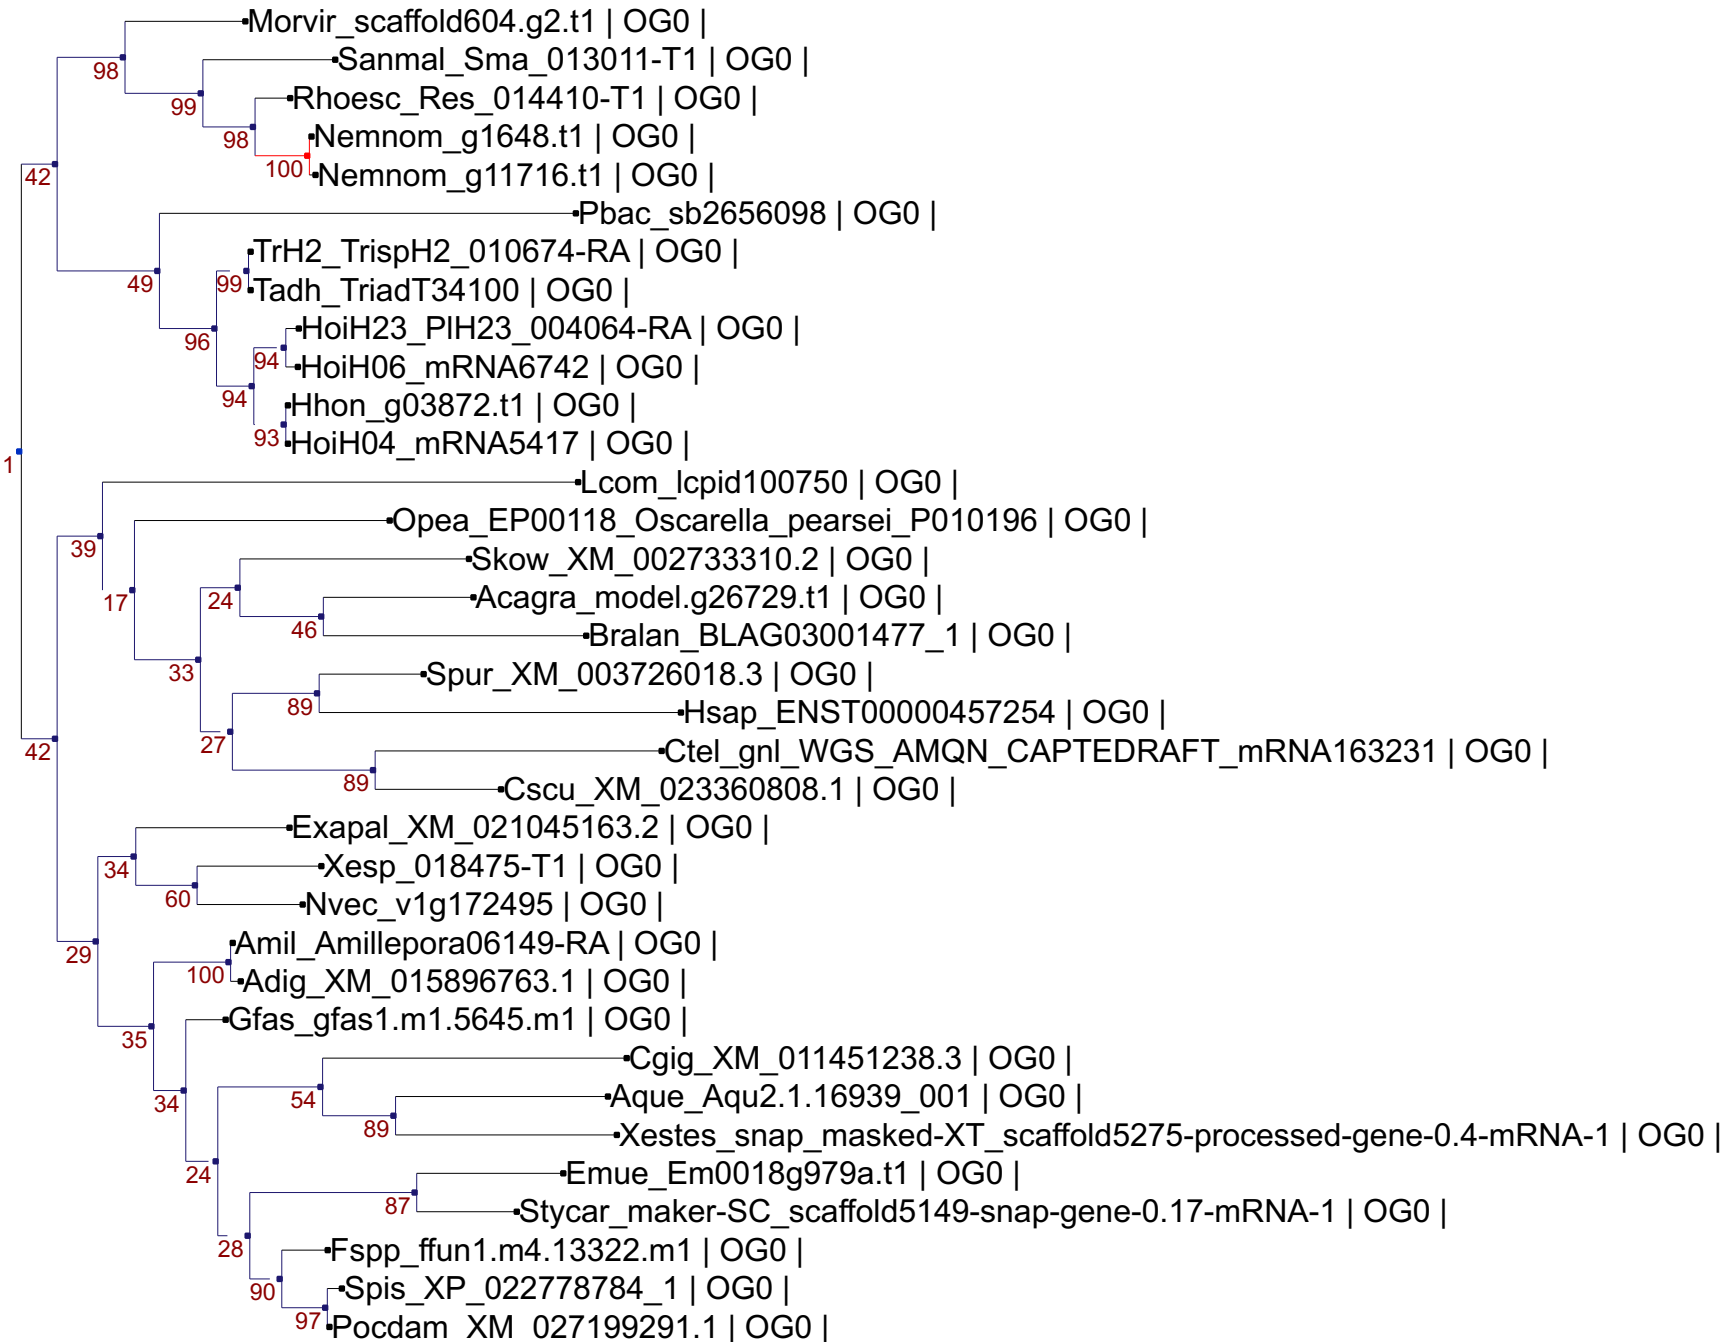 Morvir_scaffold604.g2.t1 | OG0 |
98
Sanmal_Sma_013011-T1 | OG0 |
99
Rhoesc_Res_014410-T1 | OG0 |
98
Nemnom_g1648.t1 | OG0 |
100
42
Nemnom_g11716.t1 | OG0 |
Pbac_sb2656098 | OG0 |
TrH2_TrispH2_010674-RA | OG0 |
49
99
Tadh_TriadT34100 | OG0 |
HoiH23_PlH23_004064-RA | OG0 |
96
94
HoiH06_mRNA6742 | OG0 |
94
Hhon_g03872.t1 | OG0 |
93
HoiH04_mRNA5417 | OG0 |
1
Lcom_lcpid100750 | OG0 |
Opea_EP00118_Oscarella_pearsei_P010196 | OG0 |
39
Skow_XM_002733310.2 | OG0 |
17
24
Acagra_model.g26729.t1 | OG0 |
46
Bralan_BLAG03001477_1 | OG0 |
33
Spur_XM_003726018.3 | OG0 |
89
Hsap_ENST00000457254 | OG0 |
42
27
Ctel_gnl_WGS_AMQN_CAPTEDRAFT_mRNA163231 | OG0 |
89
Cscu_XM_023360808.1 | OG0 |
Exapal_XM_021045163.2 | OG0 |
34
Xesp_018475-T1 | OG0 |
60
Nvec_v1g172495 | OG0 |
29
Amil_Amillepora06149-RA | OG0 |
100
Adig_XM_015896763.1 | OG0 |
Gfas_gfas1.m1.5645.m1 | OG0 |
35
Cgig_XM_011451238.3 | OG0 |
34
54
Aque_Aqu2.1.16939_001 | OG0 |
89
Xestes_snap_masked-XT_scaffold5275-processed-gene-0.4-mRNA-1 | OG0 |
24
Emue_Em0018g979a.t1 | OG0 |
87
Stycar_maker-SC_scaffold5149-snap-gene-0.17-mRNA-1 | OG0 |
28
Fspp_ffun1.m4.13322.m1 | OG0 |
90
Spis_XP_022778784_1 | OG0 |
97
Pocdam_XM_027199291.1 | OG0 |